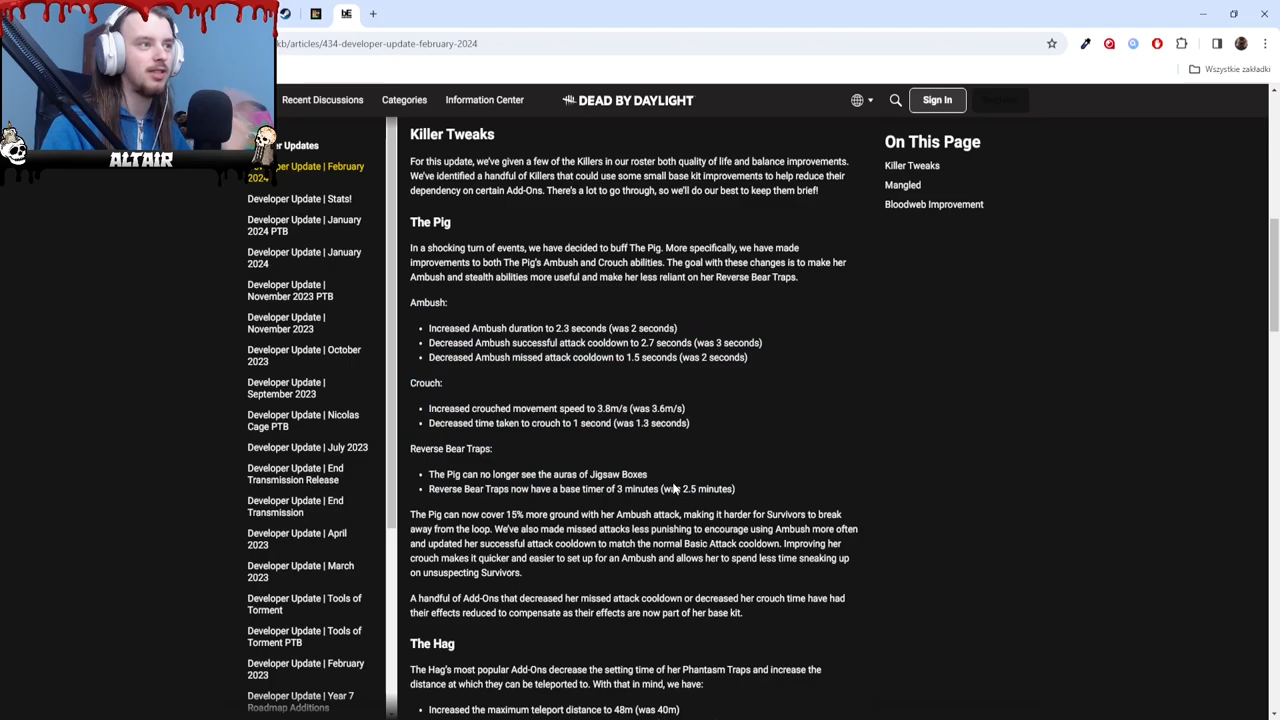 kb/articles/434-developer-update-february-2024
Wszystkie zakładki
Recent Discussions
Categories
Information Center
DEAD BY DAYLIGHT
Sign In
ALTAIR
Updates
Update | February
2024
Developer Update | Stats!
Developer Update | January
2024 PTB
Developer Update | January
2024
Developer Update |
November 2023 PTB
Developer Update |
November 2023
Developer Update | October
2023
Developer Update |
September 2023
Developer Update | Nicolas
Cage PTB
Developer Update | July 2023
Developer Update | End
Transmission Release
Developer Update | End
Transmission
Developer Update | April
2023
Developer Update | March
2023
Developer Update | Tools of
Torment
Developer Update | Tools of
Torment PTB
Developer Update | February
2023
Developer Update | Year 7
Roadmap Additions
Killer Tweaks
For this update, we've given a few of the Killers in our roster both quality of life and balance improvements.
We've identified a handful of Killers that could use some small base kit improvements to help reduce their
dependency on certain Add-Ons. There's a lot to go through, so we'll do our best to keep them brief!
The Pig
In a shocking turn of events, we have decided to buff The Pig. More specifically, we have made
improvements to both The Pig's Ambush and Crouch abilities. The goal with these changes is to make her
Ambush and stealth abilities more useful and make her less reliant on her Reverse Bear Traps.
Ambush:
• Increased Ambush duration to 2.3 seconds (was 2 seconds)
• Decreased Ambush successful attack cooldown to 2.7 seconds (was 3 seconds)
• Decreased Ambush missed attack cooldown to 1.5 seconds (was 2 seconds)
Crouch:
• Increased crouched movement speed to 3.8m/s (was 3.6m/s)
• Decreased time taken to crouch to 1 second (was 1.3 seconds)
Reverse Bear Traps:
• The Pig can no longer see the auras of Jigsaw Boxes
• Reverse Bear Traps now have a base timer of 3 minutes (was 2.5 minutes)
The Pig can now cover 15% more ground with her Ambush attack, making it harder for Survivors to break
away from the loop. We've also made missed attacks less punishing to encourage using Ambush more often
and updated her successful attack cooldown to match the normal Basic Attack cooldown. Improving her
crouch makes it quicker and easier to set up for an Ambush and allows her to spend less time sneaking up
on unsuspecting Survivors.
A handful of Add-Ons that decreased her missed attack cooldown or decreased her crouch time have had
their effects reduced to compensate as their effects are now part of her base kit.
The Hag
The Hag's most popular Add-Ons decrease the setting time of her Phantasm Traps and increase the
distance at which they can be teleported to. With that in mind, we have:
• Increased the maximum teleport distance to 48m (was 40m)
On This Page
Killer Tweaks
Mangled
Bloodweb Improvement